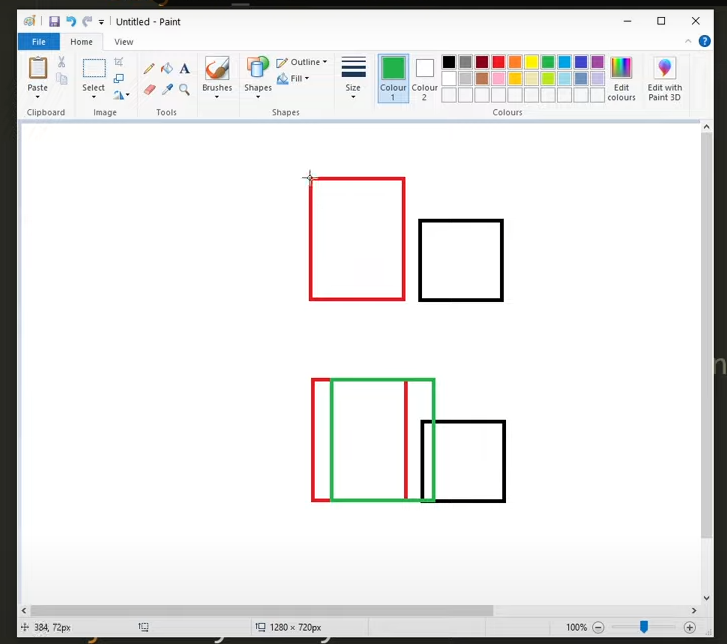 Untitled - Paint
File Home View
Paste
Select
A
Brushes
Shapes
Outline
Fill
Size
Colour 1
Colour 2
Edit colours
Edit with Paint 3D
Clipboard
Image
Tools
Shapes
Colours
384, 72px
1280 × 720px
100%